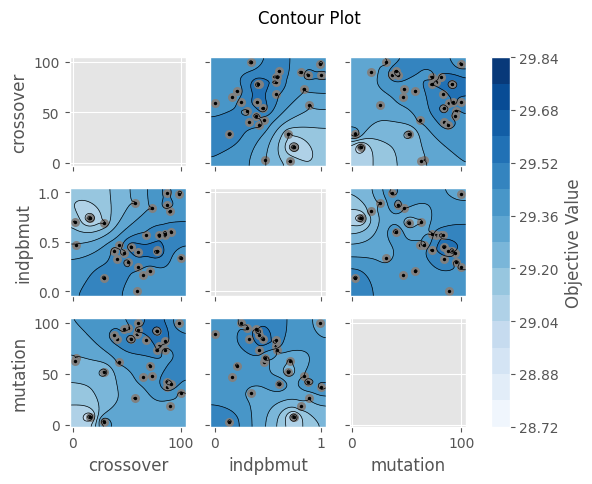 Contour Plot
crossover
100
50
0
indpbmut
1.0
0.5
0.0
mutation
100
50
0
0
100
crossover
0
1
indpbmut
0
100
mutation
29.84
29.68
29.52
29.36
29.20
29.04
28.88
28.72
Objective Value